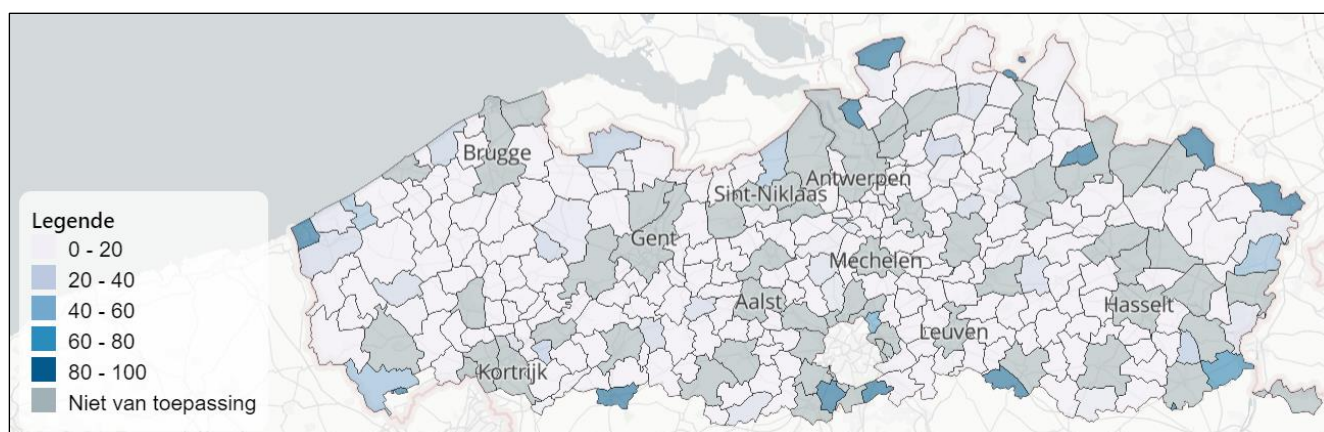 Brugge
Antwerpen
Sint-Niklaas
Gent
Mechelen
Aalst
Hasselt
Leuven
Kortrijk
Legende
0 - 20
20 - 40
40 - 60
60 - 80
80 - 100
Niet van toepassing